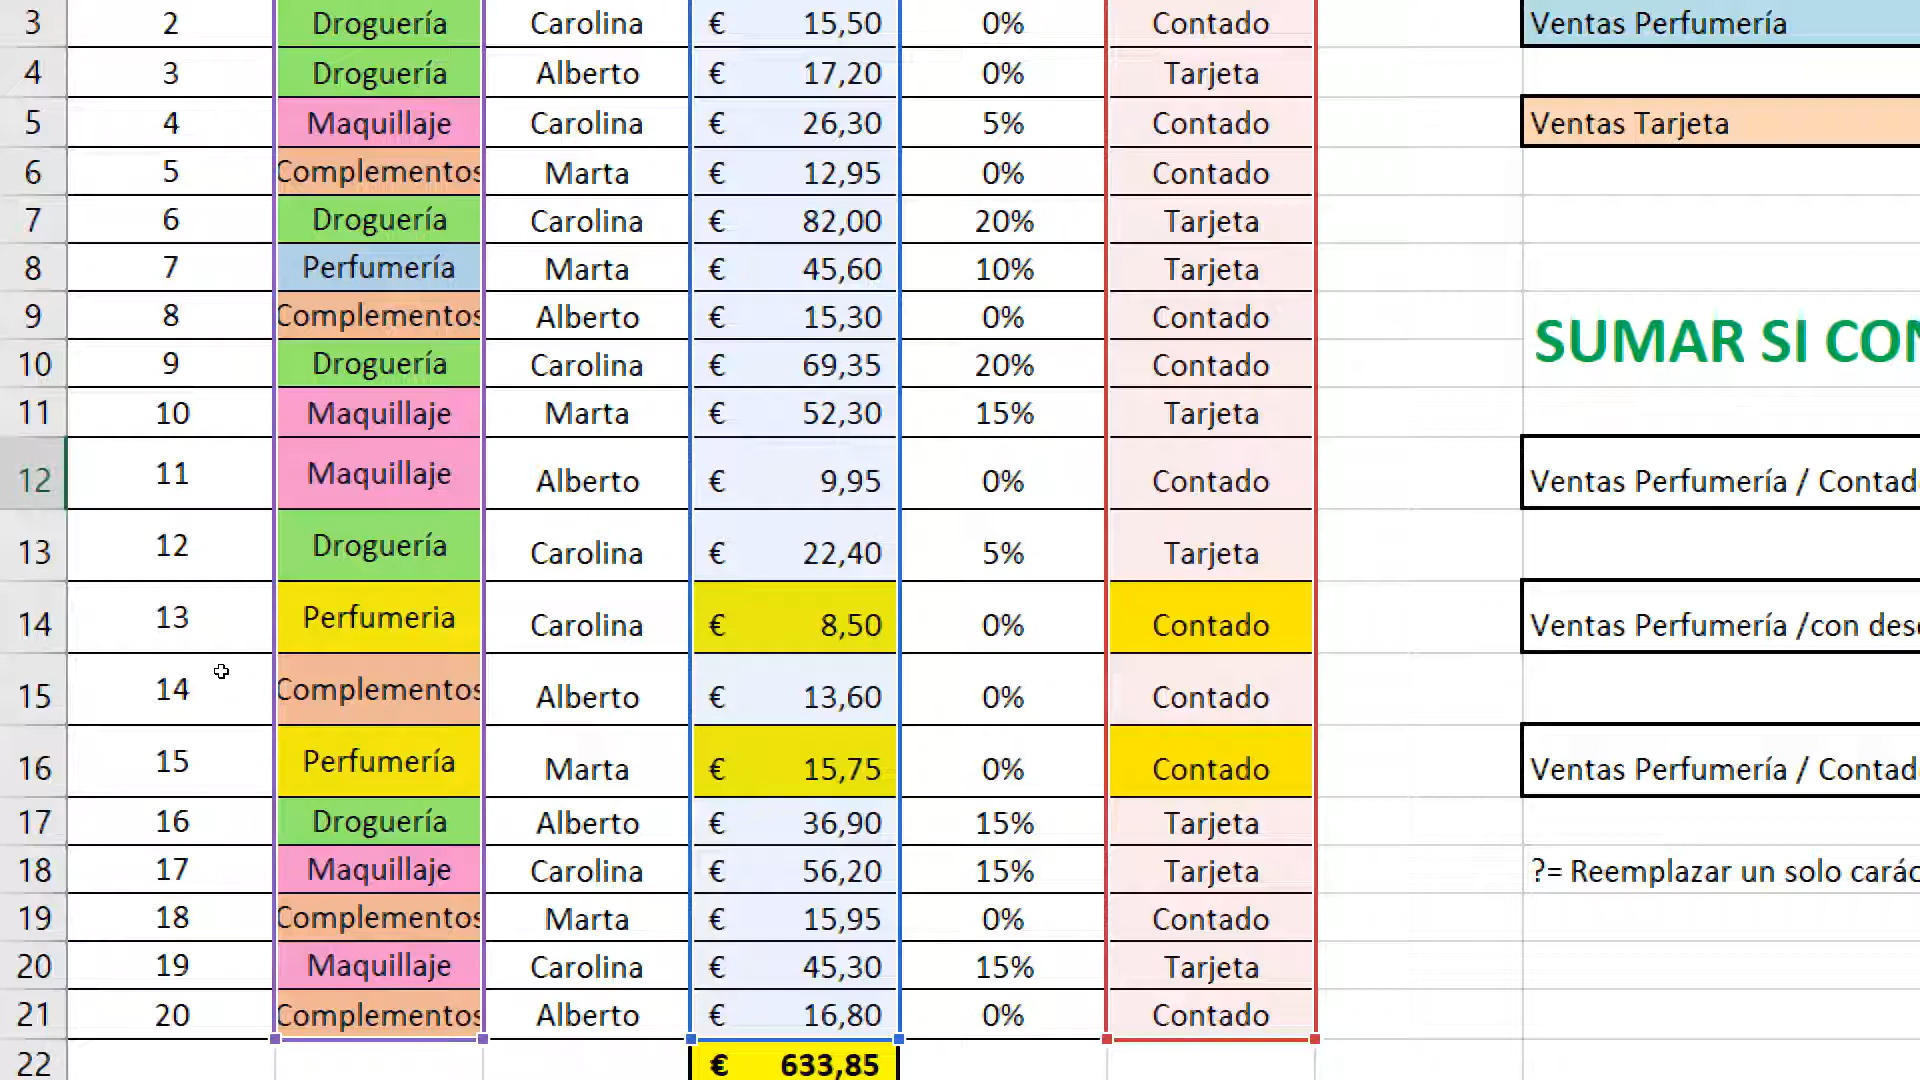 3 2 Droguería Carolina € 15,50 0% Contado Ventas Perfumería
4 3 Droguería Alberto € 17,20 0% Tarjeta
5 4 Maquillaje Carolina € 26,30 5% Contado Ventas Tarjeta
6 5 Complementos Marta € 12,95 0% Contado
7 6 Droguería Carolina € 82,00 20% Tarjeta
8 7 Perfumería Marta € 45,60 10% Tarjeta
9 8 Complementos Alberto € 15,30 0% Contado
SUMAR SI CON
10 9 Droguería Carolina € 69,35 20% Contado
11 10 Maquillaje Marta € 52,30 15% Tarjeta
12 11 Maquillaje Alberto € 9,95 0% Contado Ventas Perfumería / Contad
13 12 Droguería Carolina € 22,40 5% Tarjeta
14 13 Perfumeria Carolina € 8,50 0% Contado Ventas Perfumería /con des
15 14 Complementos Alberto € 13,60 0% Contado
16 15 Perfumería Marta € 15,75 0% Contado Ventas Perfumería / Contad
17 16 Droguería Alberto € 36,90 15% Tarjeta
18 17 Maquillaje Carolina € 56,20 15% Tarjeta ?= Reemplazar un solo carác
19 18 Complementos Marta € 15,95 0% Contado
20 19 Maquillaje Carolina € 45,30 15% Tarjeta
21 20 Complementos Alberto € 16,80 0% Contado
22 € 633,85